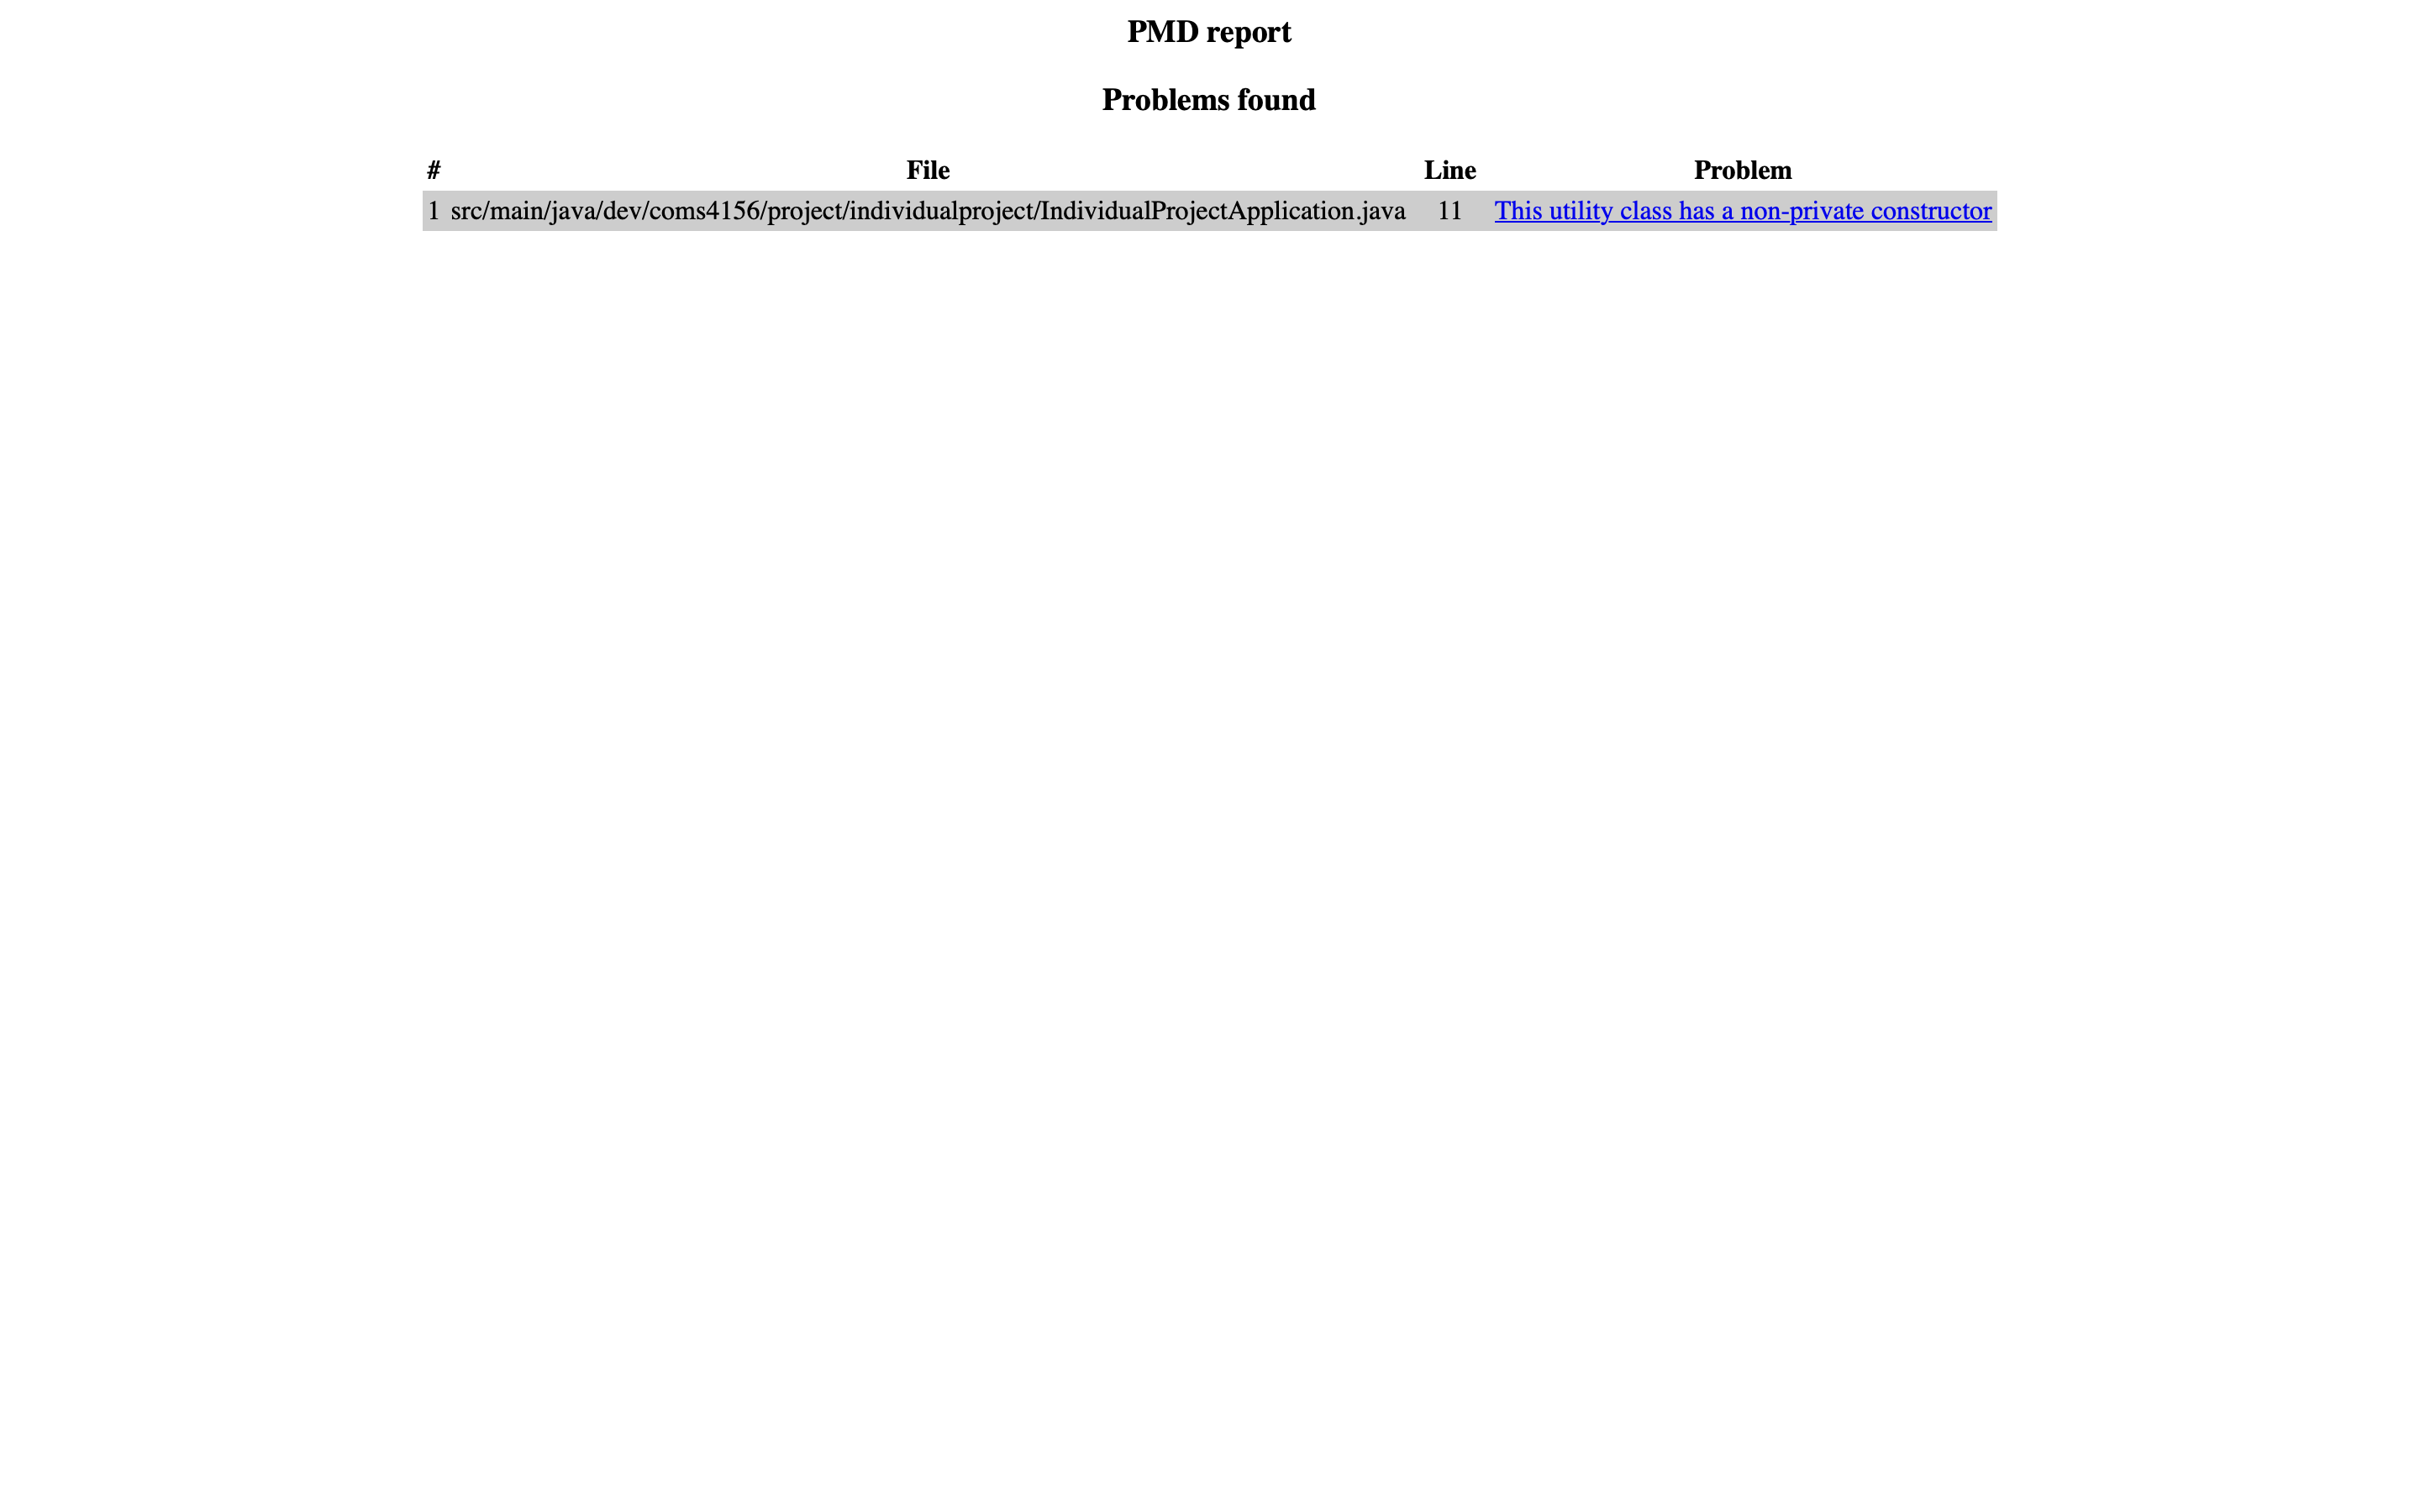 PMD report
Problems found
# File Line Problem
1 src/main/java/dev/coms4156/project/individualproject/IndividualProjectApplication.java 11 This utility class has a non-private constructor